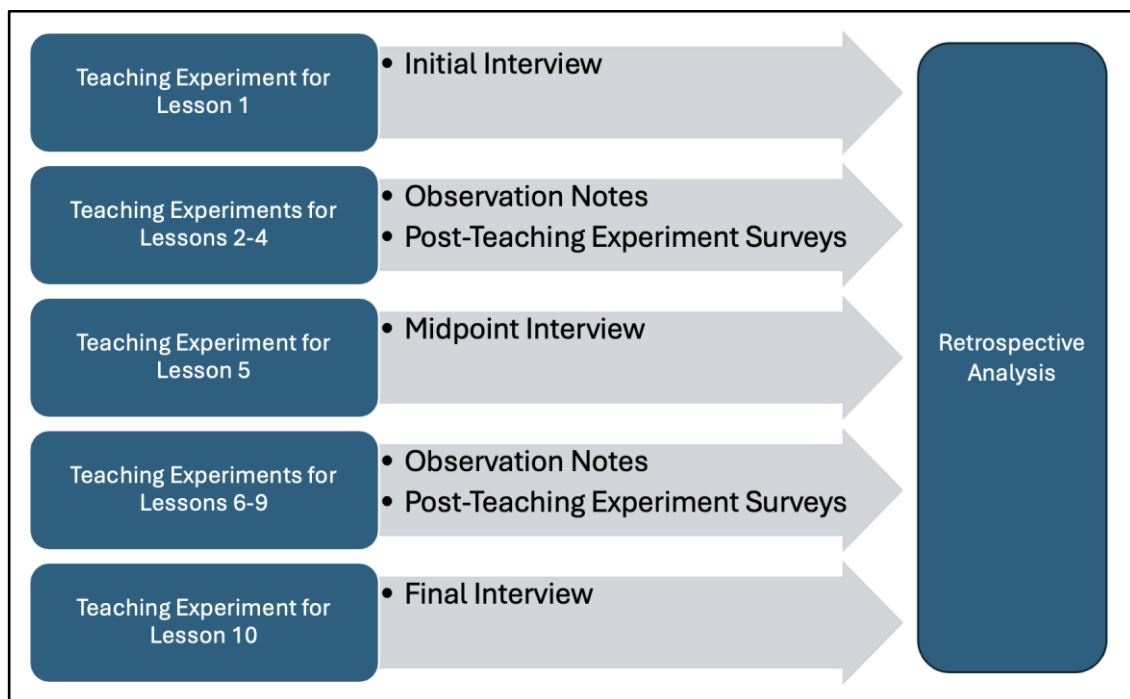 Teaching Experiment for
Lesson 1
• Initial Interview
Teaching Experiments for
Lessons 2-4
• Observation Notes
• Post-Teaching Experiment Surveys
Teaching Experiment for
Lesson 5
• Midpoint Interview
Teaching Experiments for
Lessons 6-9
• Observation Notes
• Post-Teaching Experiment Surveys
Teaching Experiment for
Lesson 10
• Final Interview
Retrospective
Analysis